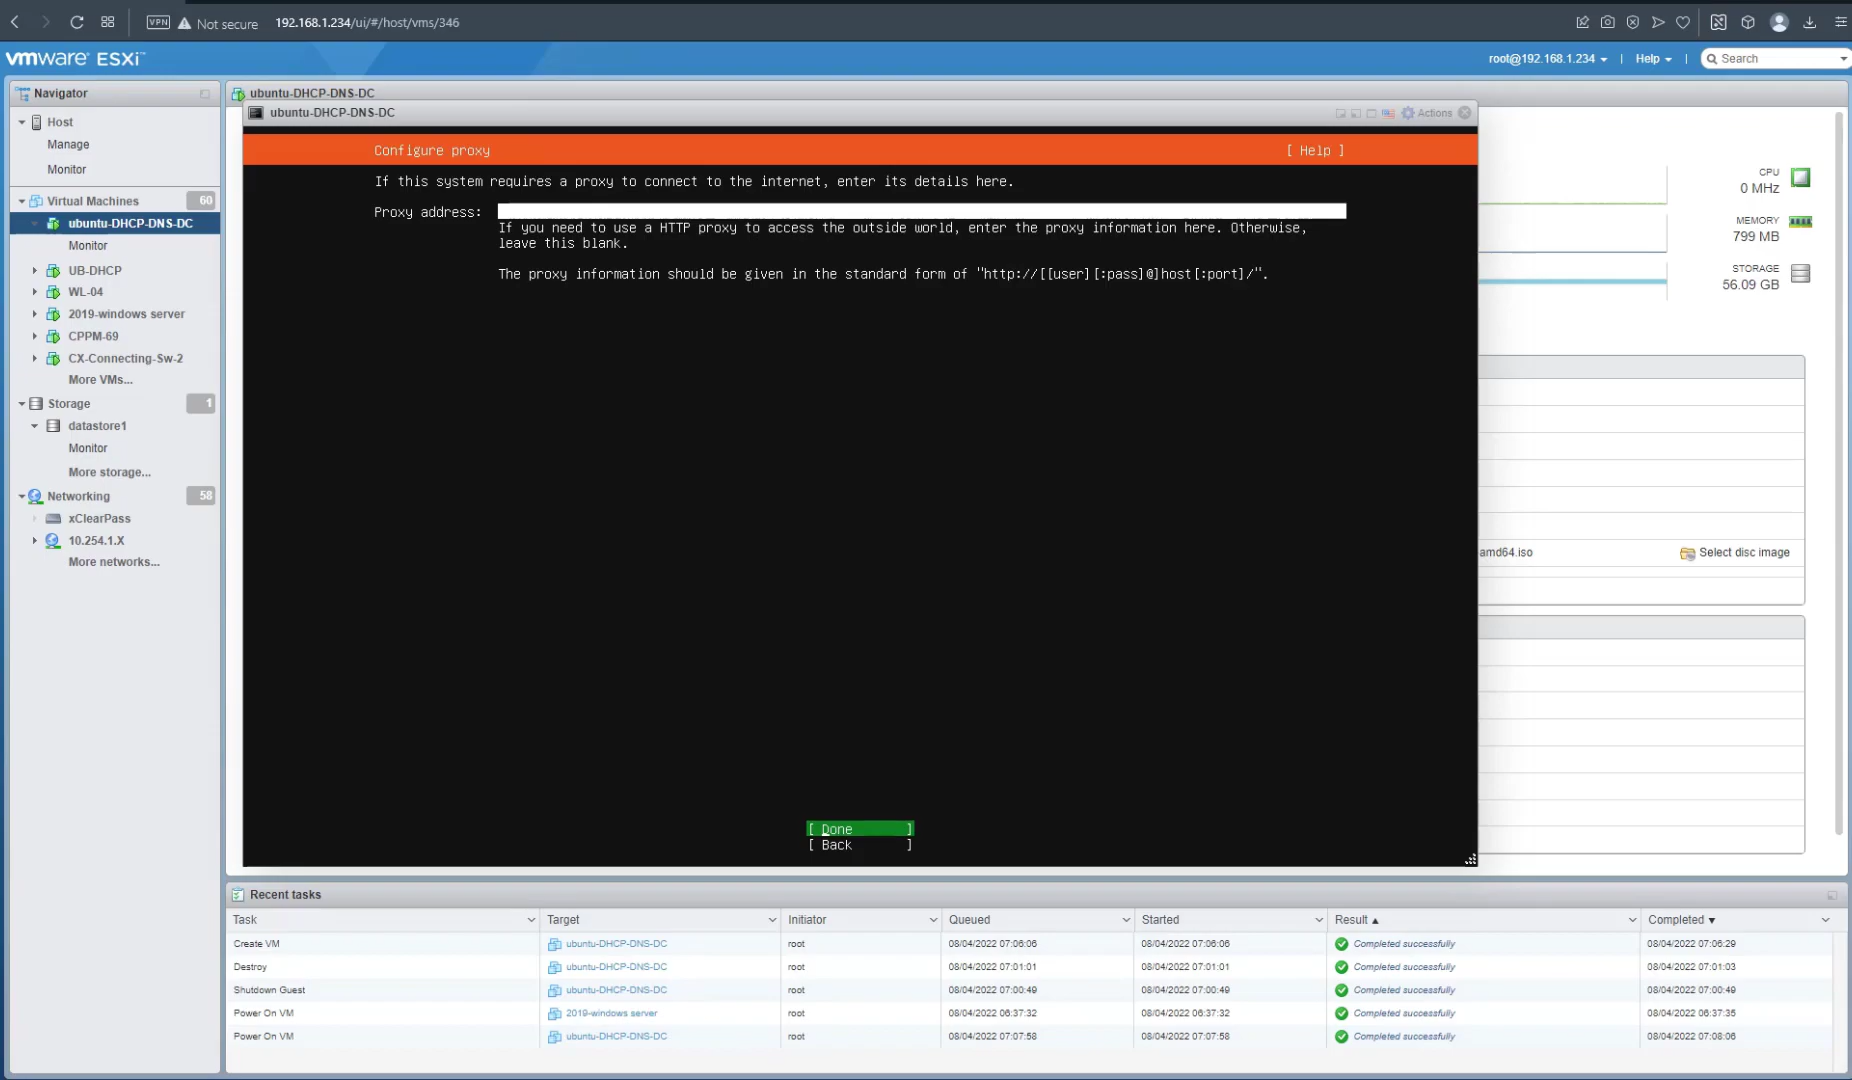 VPN Not secure 192.168.1.234/ui/#/host/vms/346
vmware ESXi™
root@192.168.1.234 | Help | Search
Navigator
Host
Manage
Monitor
Virtual Machines 60
ubuntu-DHCP-DNS-DC
Monitor
UB-DHCP
WL-04
2019-windows server
CPPM-69
CX-Connecting-Sw-2
More VMs...
Storage 1
datastore1
Monitor
More storage...
Networking 58
xClearPass
10.254.1.X
More networks...
ubuntu-DHCP-DNS-DC
ubuntu-DHCP-DNS-DC Actions
Configure proxy [ Help ]
If this system requires a proxy to connect to the internet, enter its details here.
Proxy address:
If you need to use a HTTP proxy to access the outside world, enter the proxy information here. Otherwise,
leave this blank.
The proxy information should be given in the standard form of "http://[[user][:pass]@]host[:port]/".
[ Done ]
[ Back ]
CPU
0 MHz
MEMORY
799 MB
STORAGE
56.09 GB
amd64.iso Select disc image
Recent tasks
Task Target Initiator Queued Started Result ▲ Completed ▼
Create VM ubuntu-DHCP-DNS-DC root 08/04/2022 07:06:06 08/04/2022 07:06:06 Completed successfully 08/04/2022 07:06:29
Destroy ubuntu-DHCP-DNS-DC root 08/04/2022 07:01:01 08/04/2022 07:01:01 Completed successfully 08/04/2022 07:01:03
Shutdown Guest ubuntu-DHCP-DNS-DC root 08/04/2022 07:00:49 08/04/2022 07:00:49 Completed successfully 08/04/2022 07:00:49
Power On VM 2019-windows server root 08/04/2022 06:37:32 08/04/2022 06:37:32 Completed successfully 08/04/2022 06:37:35
Power On VM ubuntu-DHCP-DNS-DC root 08/04/2022 07:07:58 08/04/2022 07:07:58 Completed successfully 08/04/2022 07:08:06